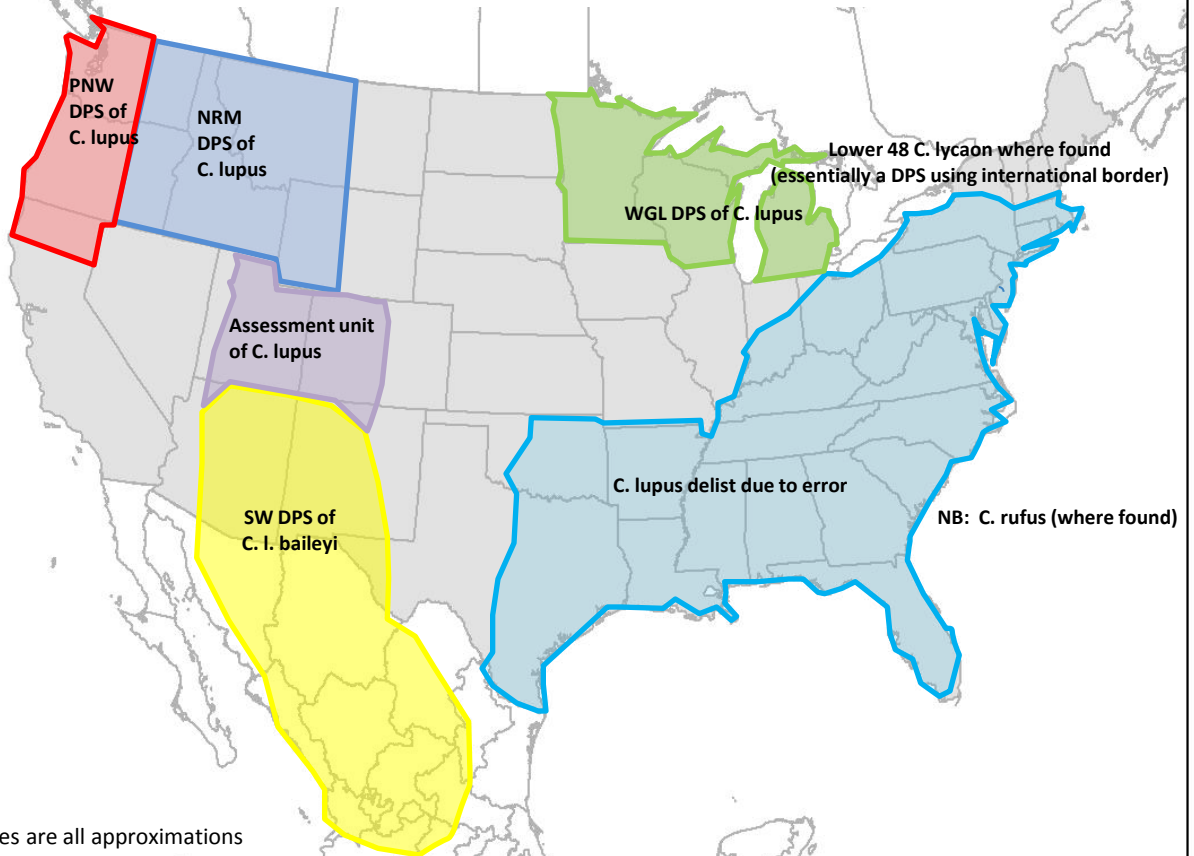 PNW
DPS of
C. lupus
NRM
DPS of
C. lupus
Lower 48 C. lycaon where found
(essentially a DPS using international border)
WGL DPS of C. lupus
Assessment unit
of C. lupus
C. lupus delist due to error
SW DPS of
C. l. baileyi
NB:  C. rufus (where found)
es are all approximations